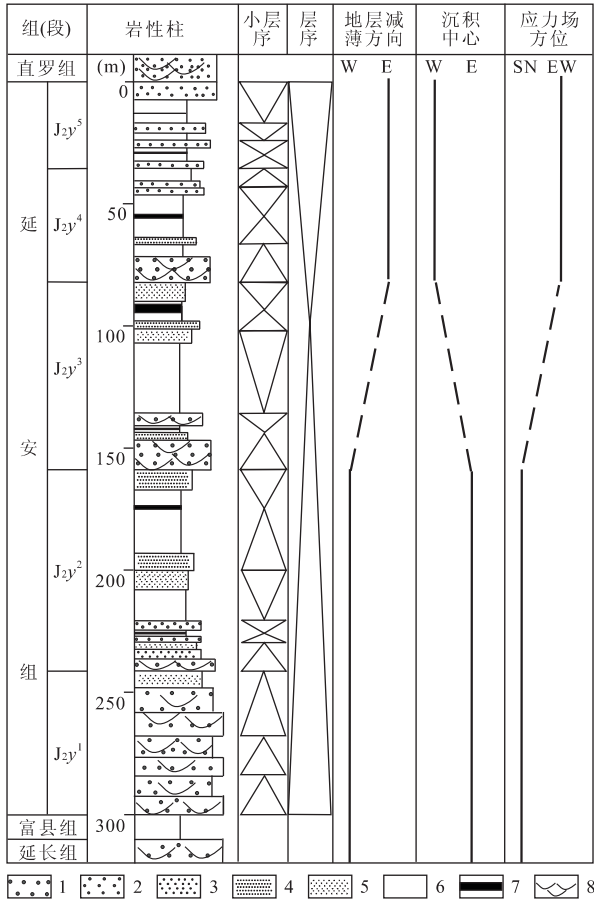 组(段)
岩性柱
小层序
层序
地层减薄方向
沉积中心
应力场方位
直罗组
(m)
W E
W E
SN EW
0
J₂y⁵
50
延
J₂y⁴
100
J₂y³
安
150
J₂y²
200
组
250
J₂y¹
300
富县组
延长组
1 2 3 4 5 6 7 8